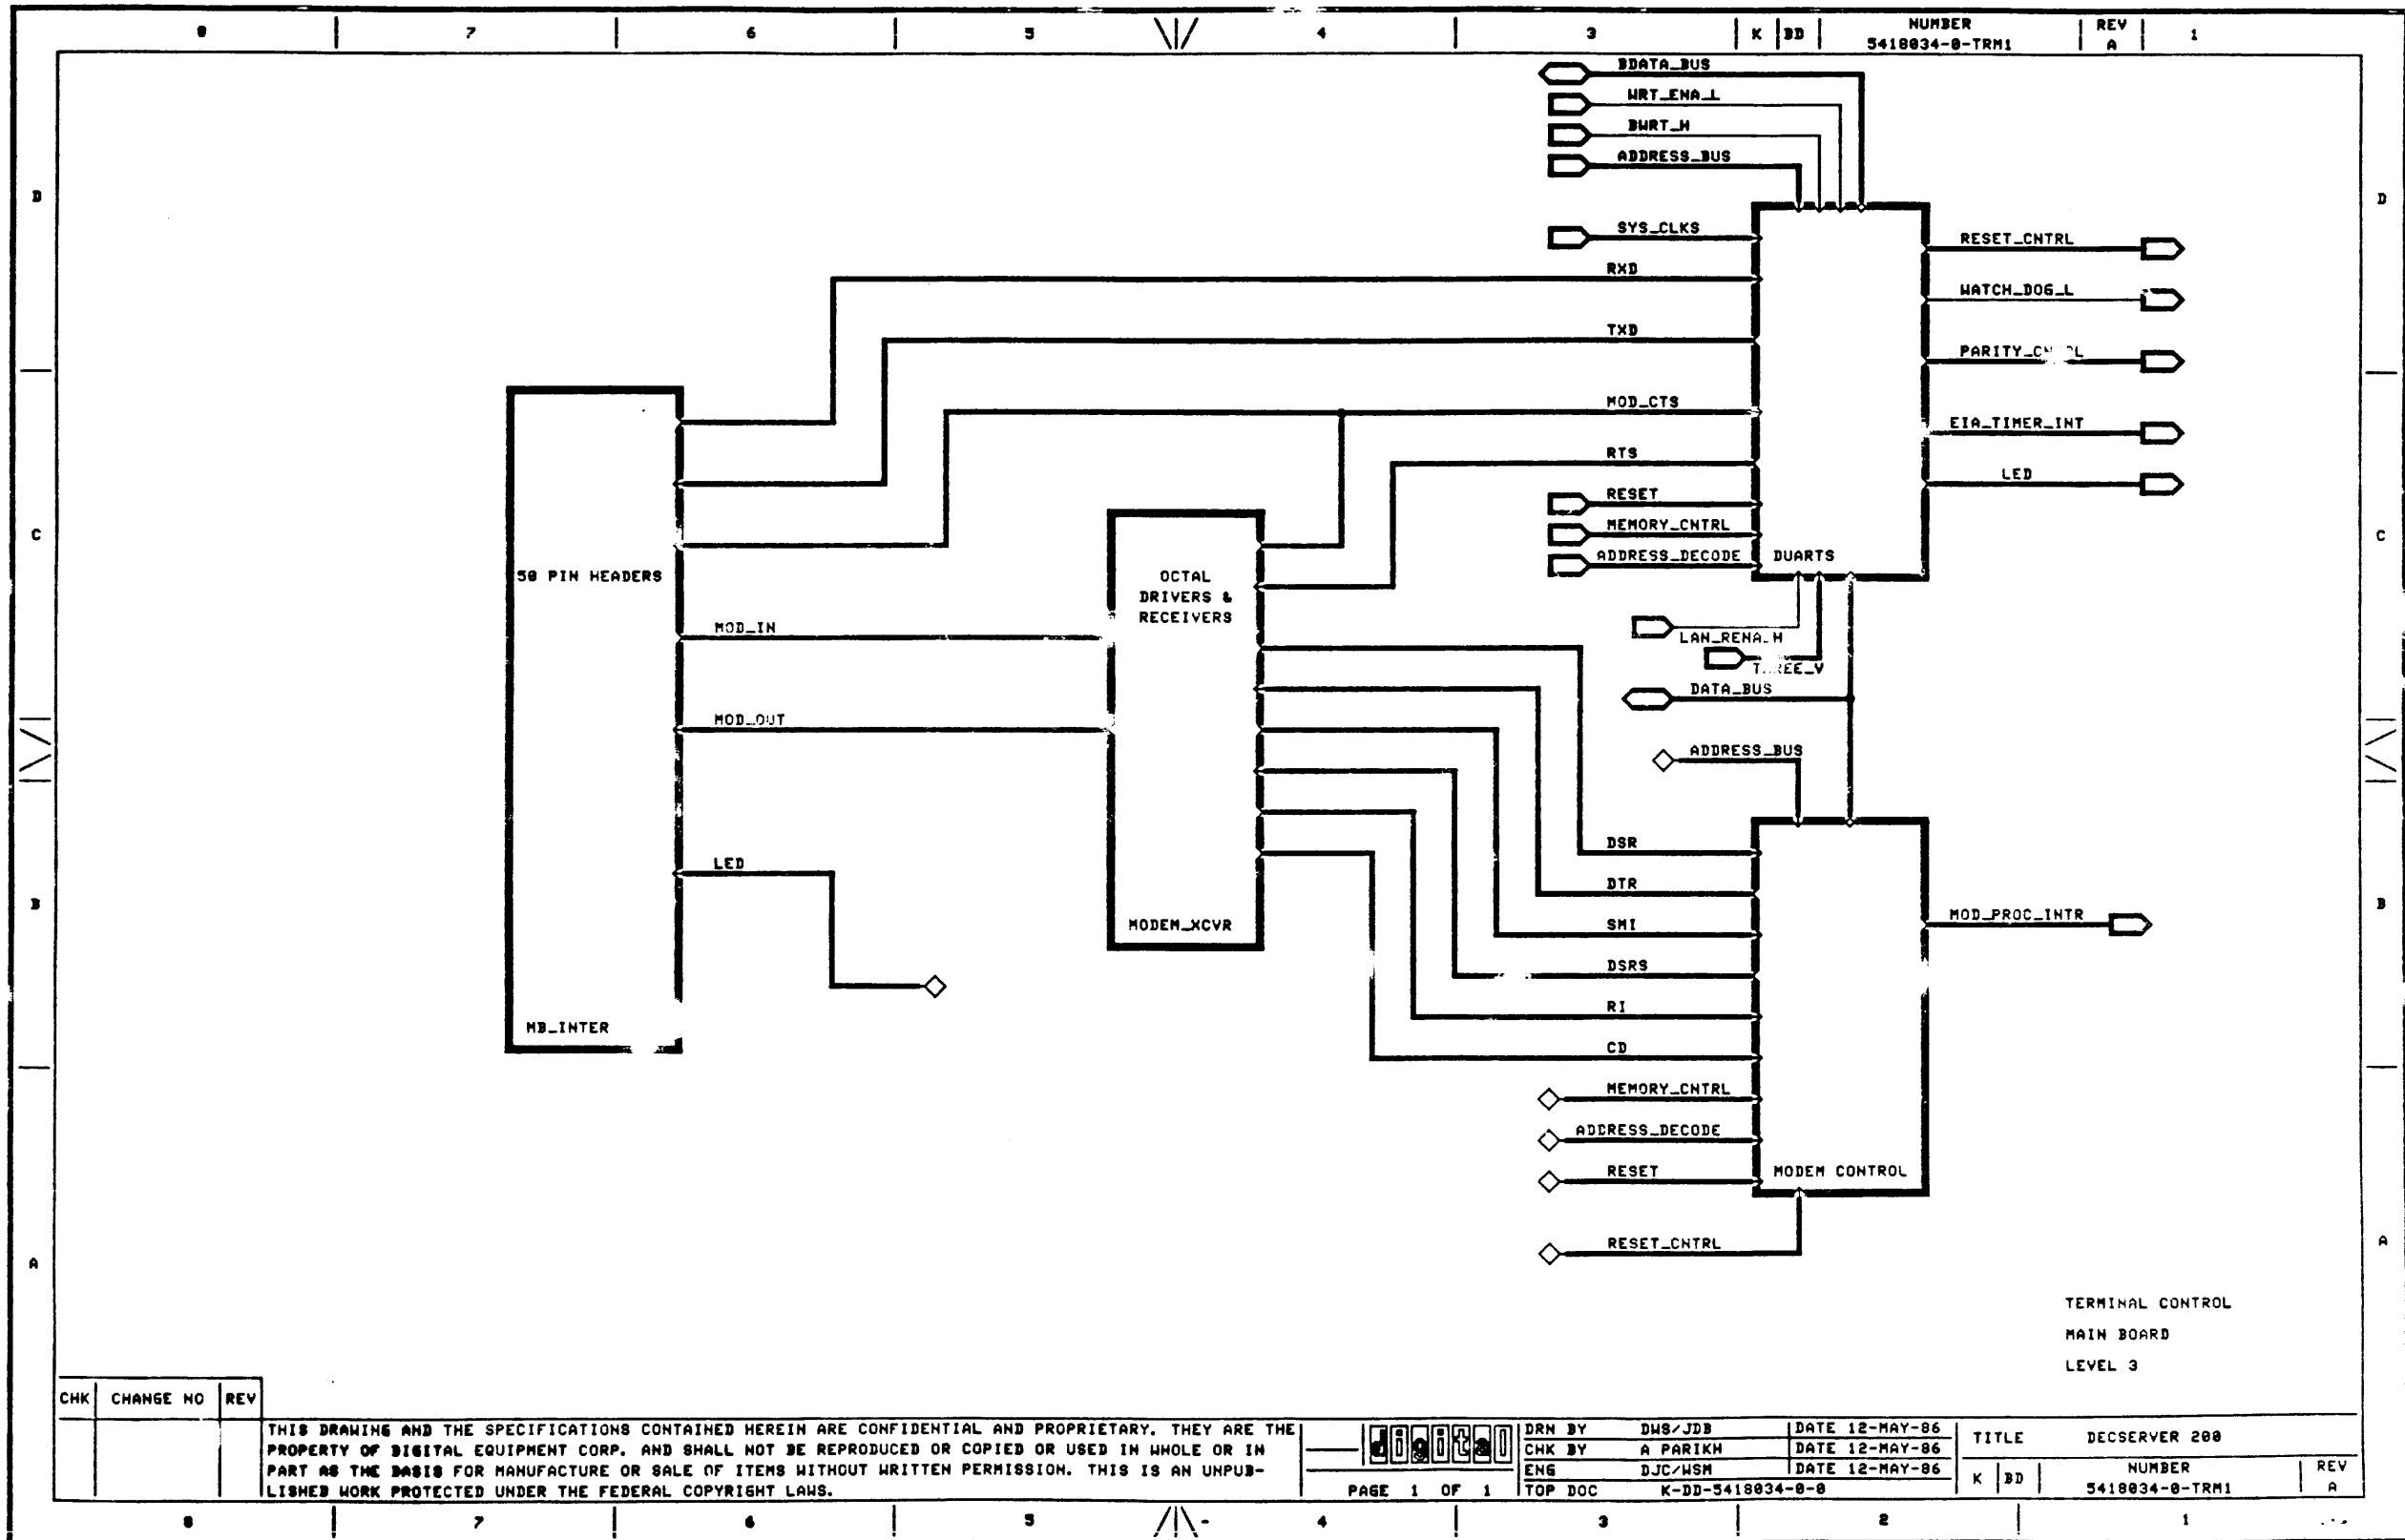 8 7 6 5 4 3 K BD NUMBER 5418034-0-TRM1 REV A 1
BDATA_BUS
WRT_ENA_L
BWRT_H
ADDRESS_BUS
D D
SYS_CLKS
RESET_CNTRL
RXD
WATCH_DOG_L
TXD
MOD_CTS
EIA_TIMER_INT
RTS
LED
RESET
MEMORY_CNTRL
C C
ADDRESS_DECODE
DUARTS
50 PIN HEADERS
OCTAL
DRIVERS &
RECEIVERS
MOD_IN
LAN_RENA_H
DATA_BUS
MOD_OUT
ADDRESS_BUS
DSR
LED
DTR
B B
MODEM_XCVR
SMI
MOD_PROC_INTR
DSRS
RI
MB_INTER
CD
MEMORY_CNTRL
ADDRESS_DECODE
RESET
MODEM CONTROL
RESET_CNTRL
A A
TERMINAL CONTROL
MAIN BOARD
LEVEL 3
CHK CHANGE NO REV
THIS DRAWING AND THE SPECIFICATIONS CONTAINED HEREIN ARE CONFIDENTIAL AND PROPRIETARY. THEY ARE THE
PROPERTY OF DIGITAL EQUIPMENT CORP. AND SHALL NOT BE REPRODUCED OR COPIED OR USED IN WHOLE OR IN
PART AS THE BASIS FOR MANUFACTURE OR SALE OF ITEMS WITHOUT WRITTEN PERMISSION. THIS IS AN UNPUB-
LISHED WORK PROTECTED UNDER THE FEDERAL COPYRIGHT LAWS.
digital
PAGE 1 OF 1
DRN BY DWS/JDB DATE 12-MAY-86
CHK BY A PARIKH DATE 12-MAY-86
ENG DJC/WSM DATE 12-MAY-86
TOP DOC K-DD-5418034-0-0
TITLE DECSERVER 200
K BD NUMBER 5418034-0-TRM1 REV A
8 7 6 5 4 3 2 1